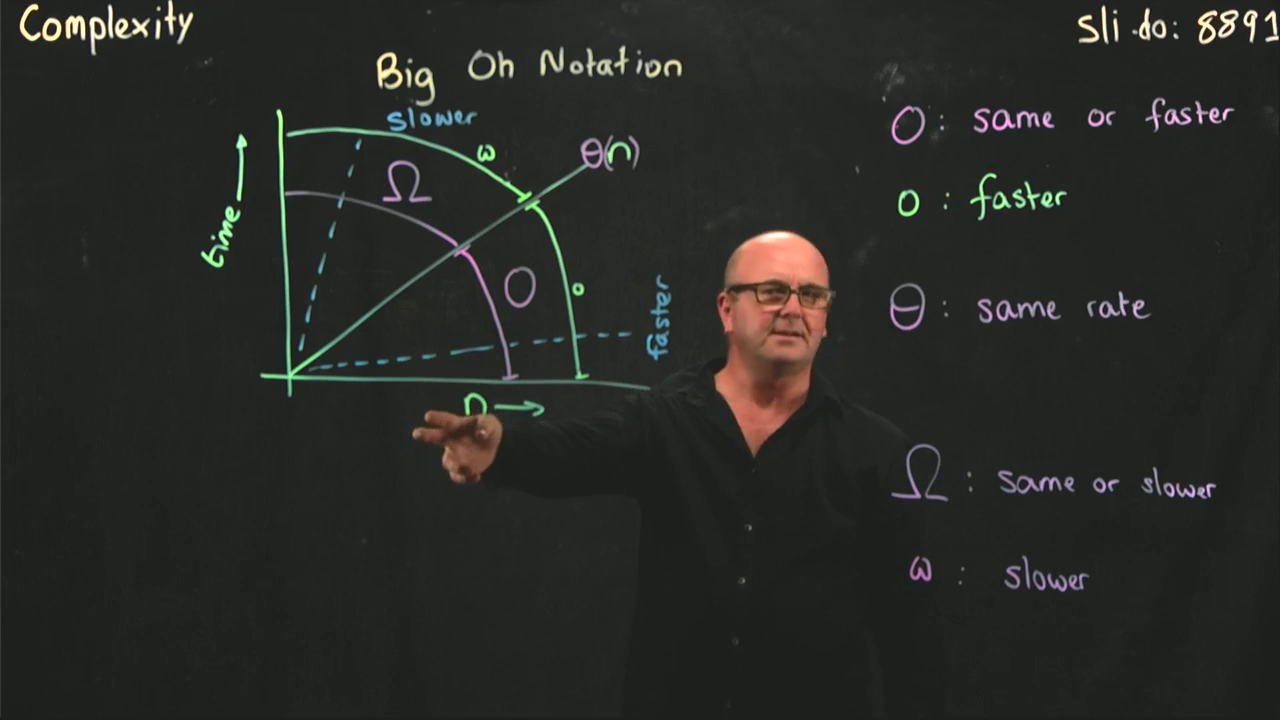 Complexity
Sli.do: 8891
Big Oh Notation
slower
ω
θ(n)
Ω
time
O
o
faster
n
O: same or faster
o: faster
θ: same rate
Ω: same or slower
ω: slower